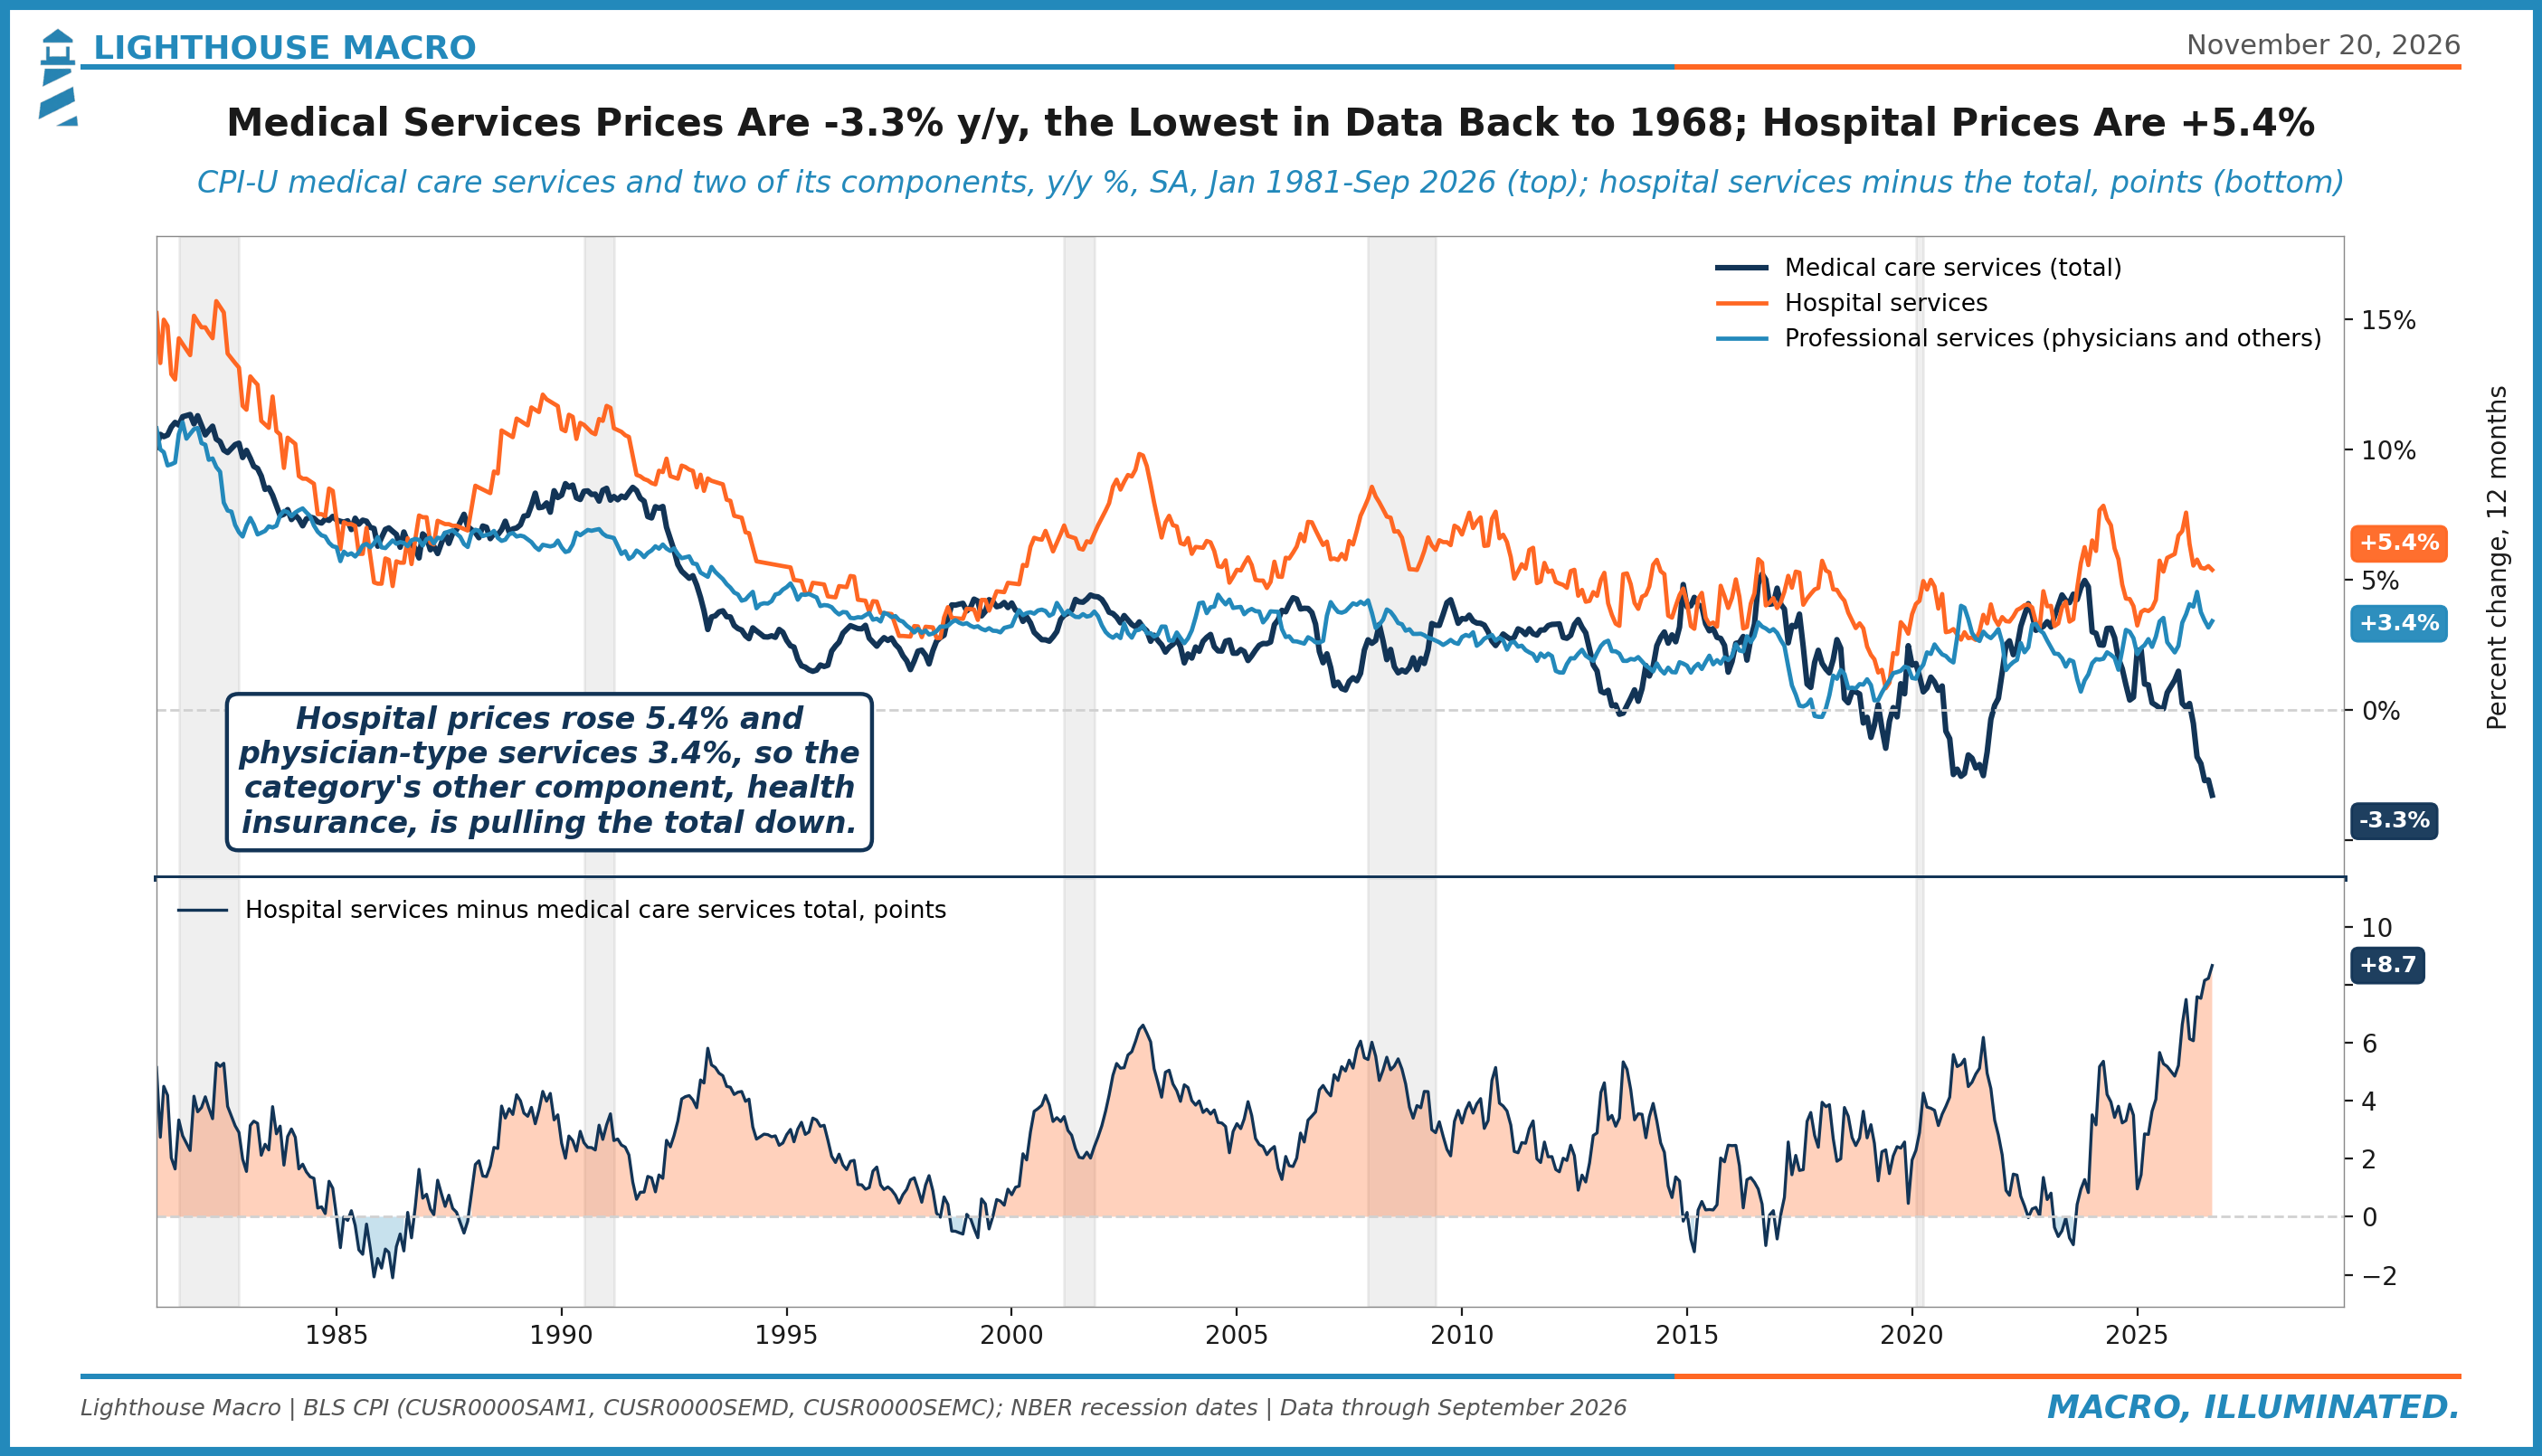 LIGHTHOUSE MACRO
November 20, 2026
Medical Services Prices Are -3.3% y/y, the Lowest in Data Back to 1968; Hospital Prices Are +5.4%
CPI-U medical care services and two of its components, y/y %, SA, Jan 1981-Sep 2026 (top); hospital services minus the total, points (bottom)
Medical care services (total)
Hospital services
Professional services (physicians and others)
15%
10%
+5.4%
5%
+3.4%
0%
-3.3%
Percent change, 12 months
Hospital prices rose 5.4% and
physician-type services 3.4%, so the
category's other component, health
insurance, is pulling the total down.
Hospital services minus medical care services total, points
10
+8.7
6
4
2
0
−2
1985
1990
1995
2000
2005
2010
2015
2020
2025
Lighthouse Macro | BLS CPI (CUSR0000SAM1, CUSR0000SEMD, CUSR0000SEMC); NBER recession dates | Data through September 2026
MACRO, ILLUMINATED.